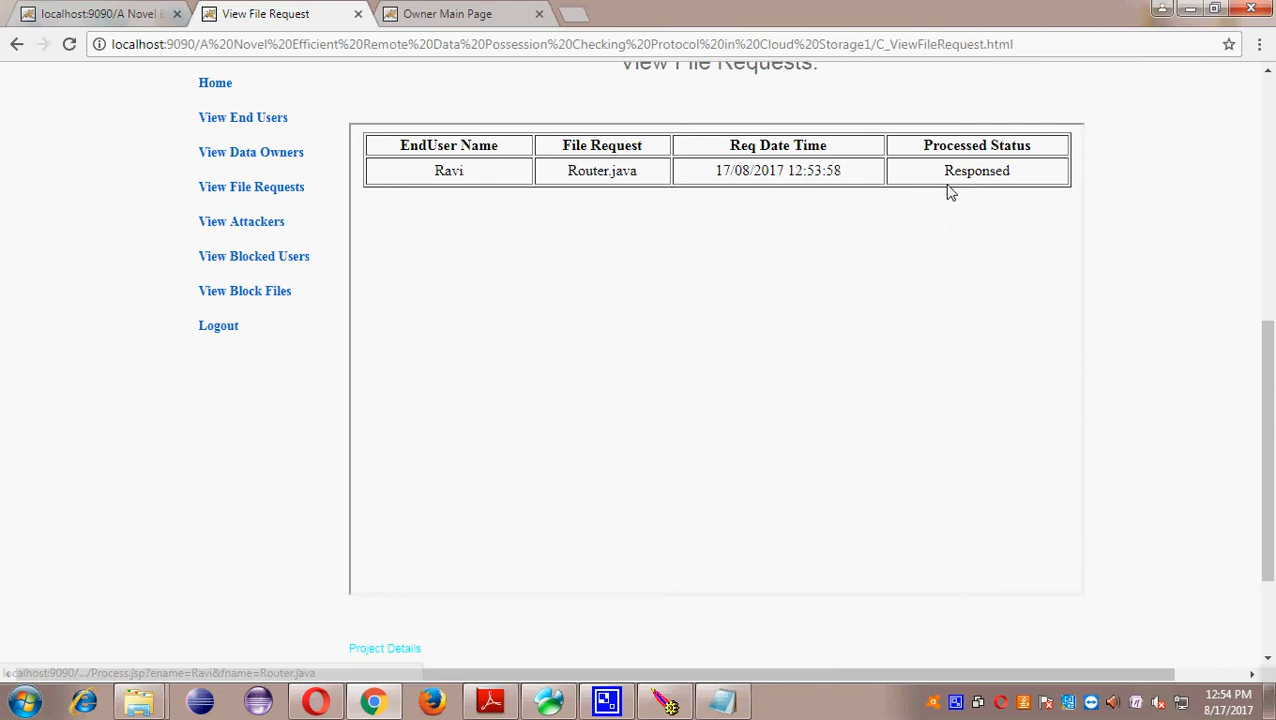 localhost:9090/A Novel E
View File Request
Owner Main Page
localhost:9090/A%20Novel%20Efficient%20Remote%20Data%20Possession%20Checking%20Protocol%20in%20Cloud%20Storage1/C_ViewFileRequest.html
View File Requests:
Home
View End Users
View Data Owners
View File Requests
View Attackers
View Blocked Users
View Block Files
Logout
EndUser Name File Request Req Date Time Processed Status
Ravi Router.java 17/08/2017 12:53:58 Responsed
Project Details
localhost:9090/.../Process.jsp?ename=Ravi&fname=Router.java
12:54 PM
8/17/2017